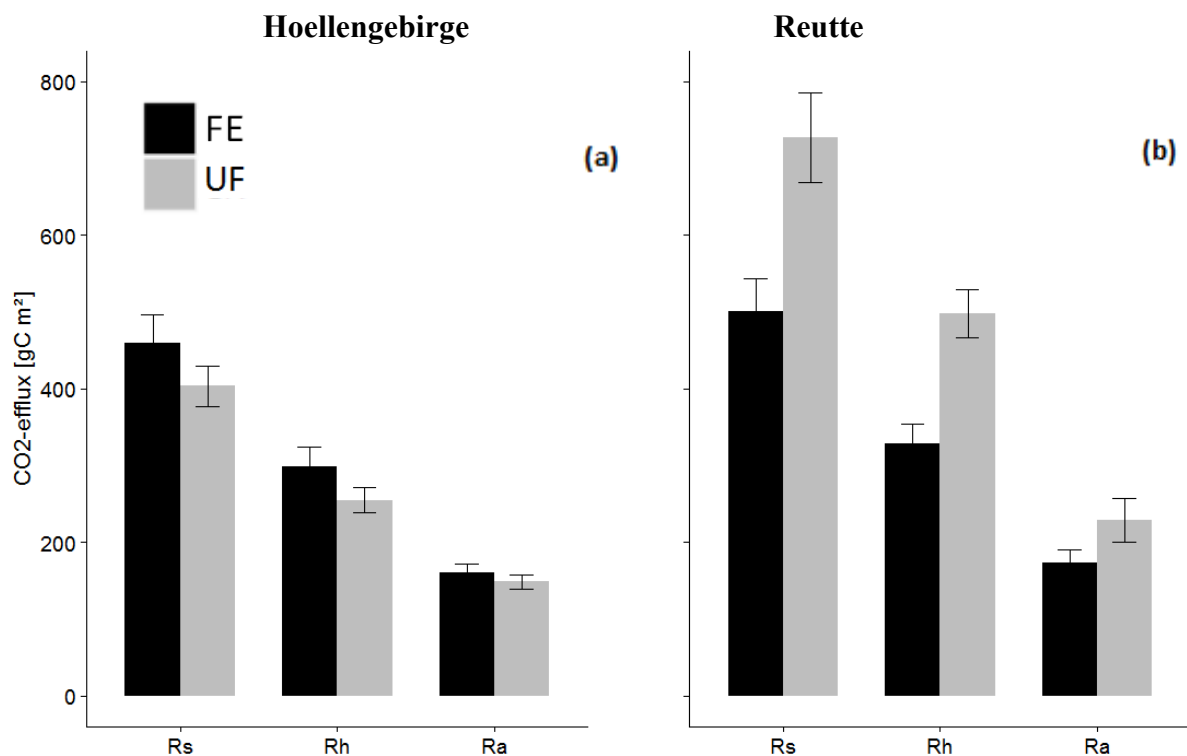 Hoellengebirge
Reutte
800
600
400
200
0
CO2-efflux [gC m²]
FE
UF
(a)
(b)
Rs Rh Ra
Rs Rh Ra